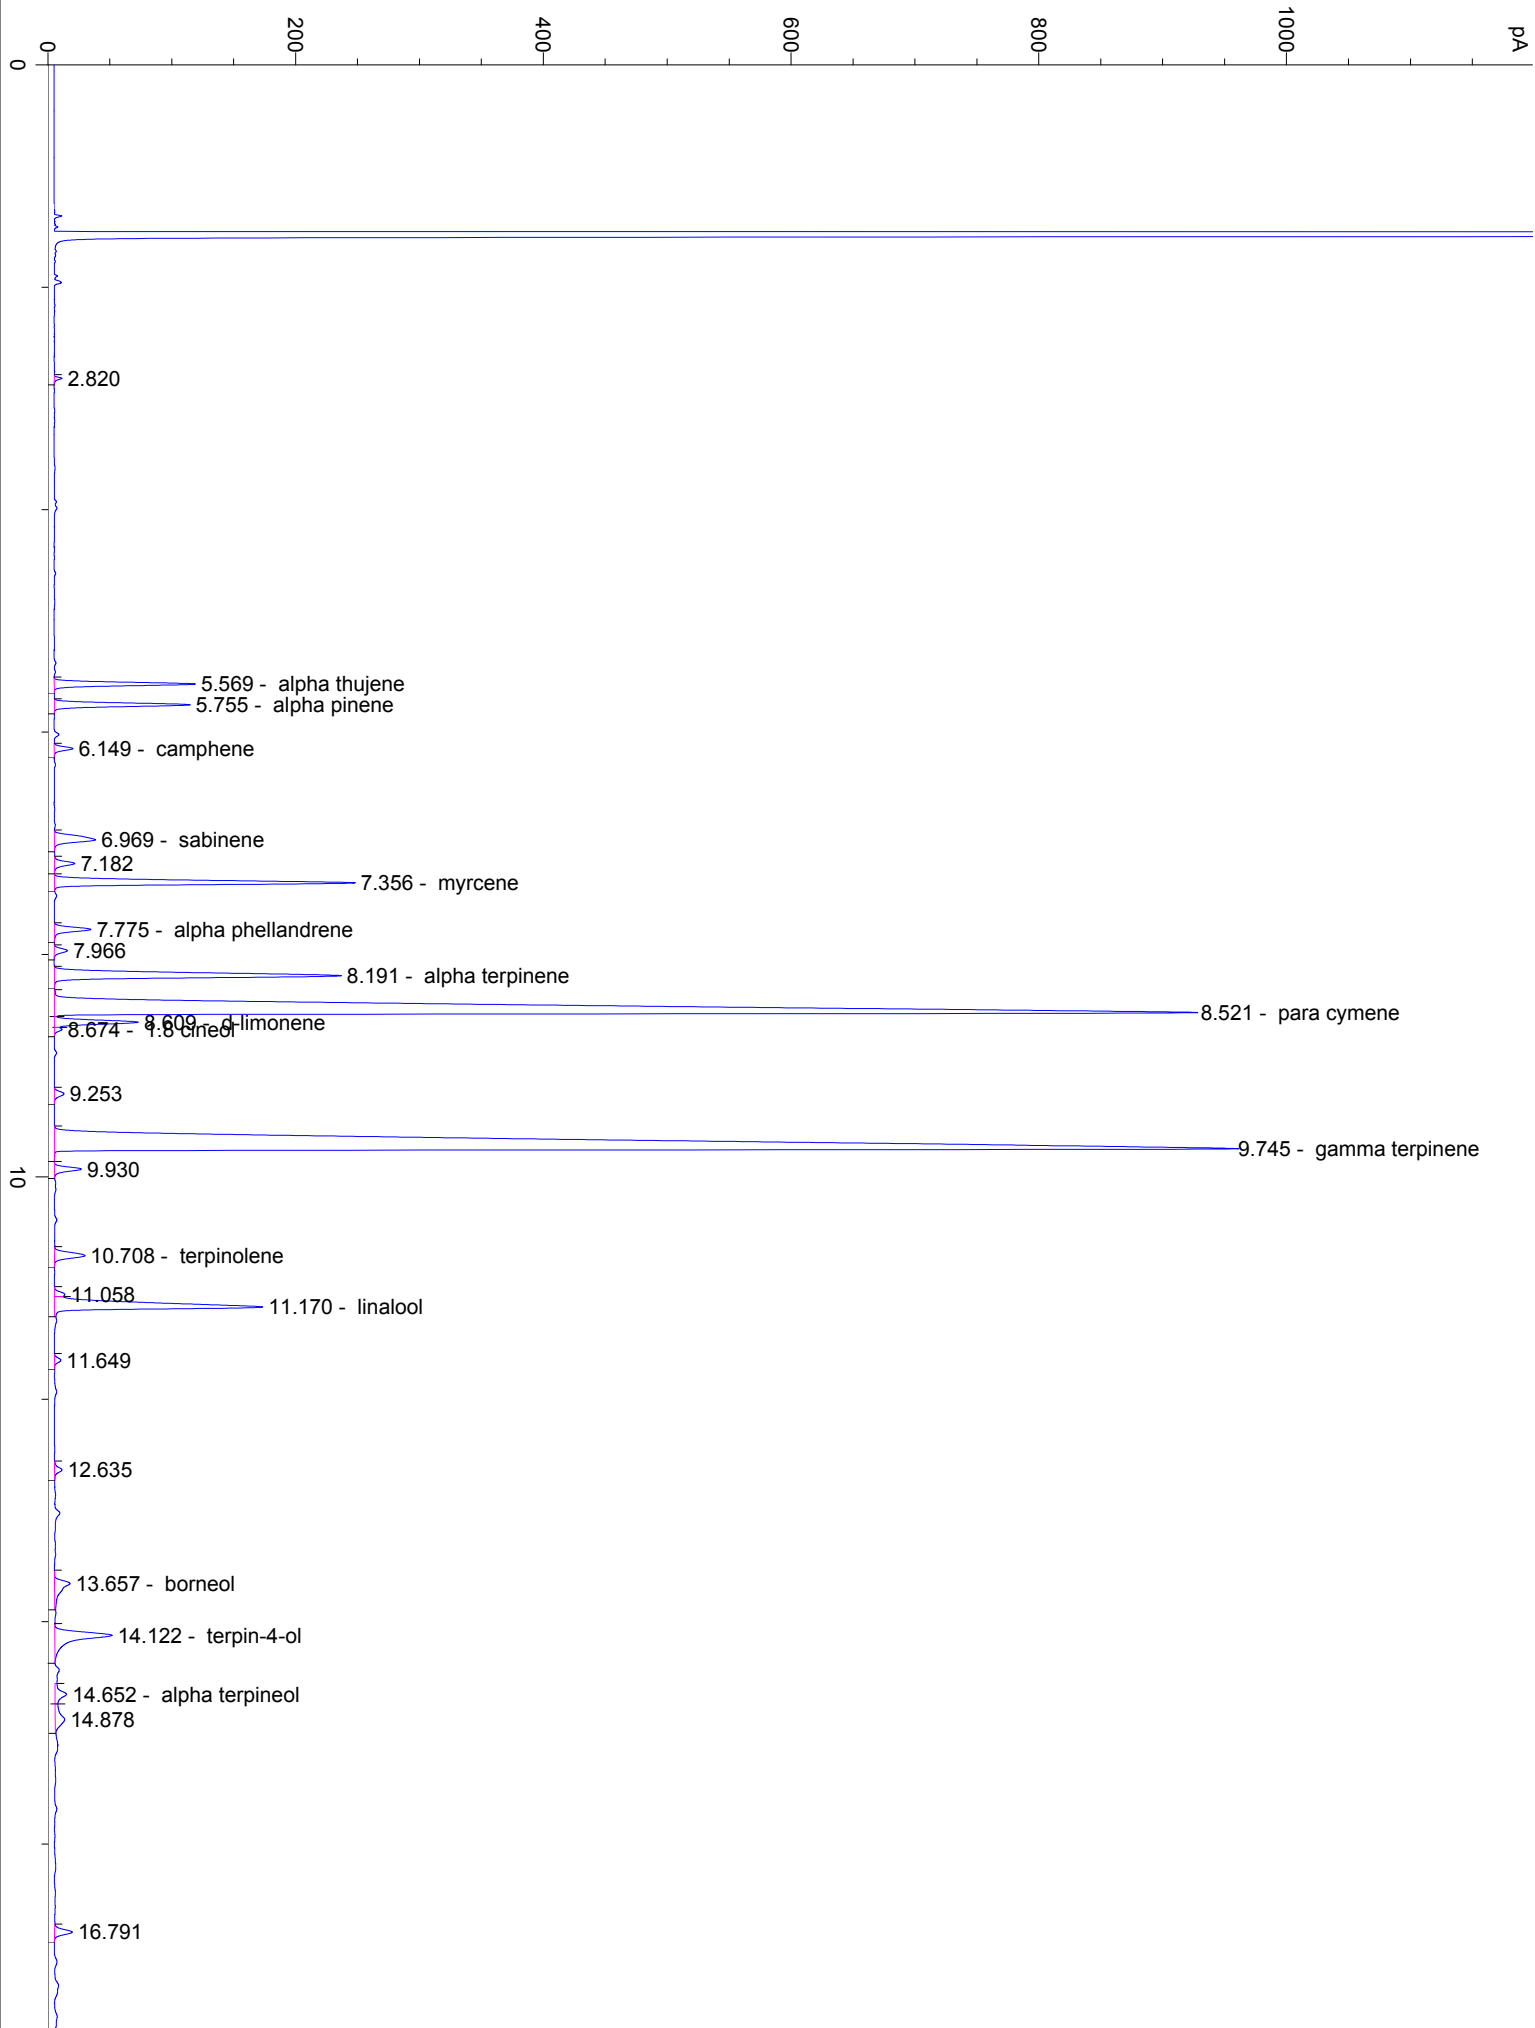 pA
0
200
400
600
800
1000
0
2.820
5.569 - alpha thujene
5.755 - alpha pinene
6.149 - camphene
6.969 - sabinene
7.182
7.356 - myrcene
7.775 - alpha phellandrene
7.966
8.191 - alpha terpinene
8.521 - para cymene
8.609 - d-limonene
8.674 - 1.8 cineol
9.253
9.745 - gamma terpinene
9.930
10
10.708 - terpinolene
11.058
11.170 - linalool
11.649
12.635
13.657 - borneol
14.122 - terpin-4-ol
14.652 - alpha terpineol
14.878
16.791